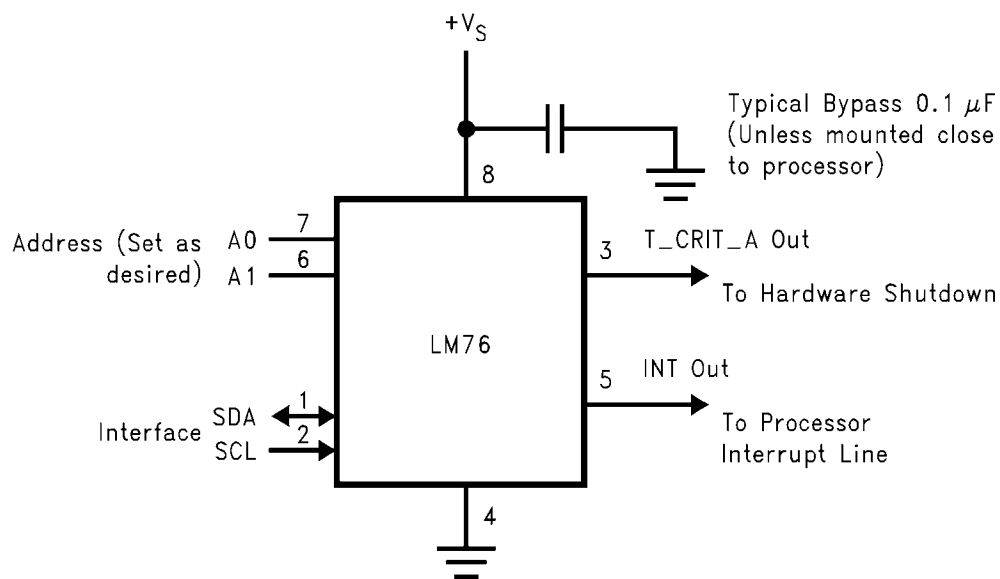 +VS
Typical Bypass 0.1 μF
(Unless mounted close
to processor)
8
Address (Set as
desired)
A0
7
A1
6
3
T_CRIT_A Out
To Hardware Shutdown
LM76
5
INT Out
To Processor
Interrupt Line
Interface
SDA
1
SCL
2
4